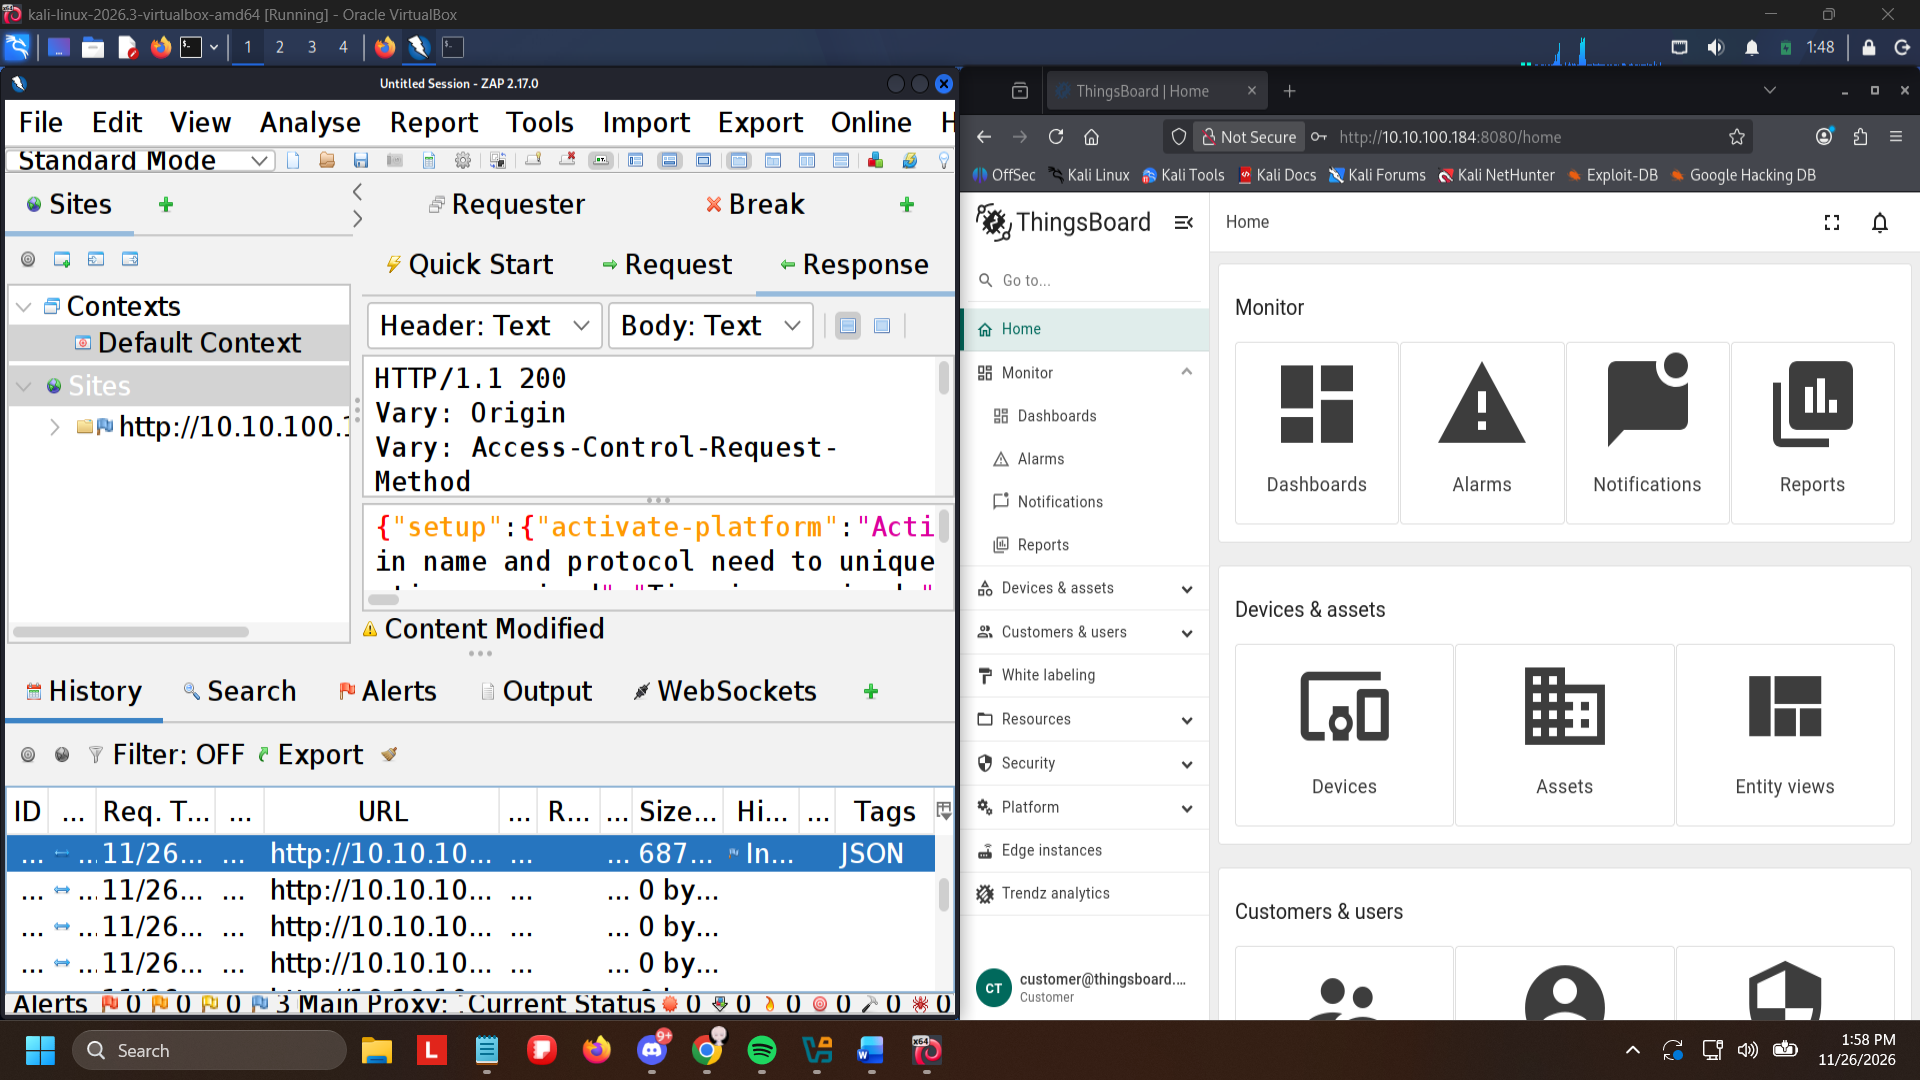 kali-linux-2026.3-virtualbox-amd64 [Running] - Oracle VirtualBox
1 2 3 4
1:48
Untitled Session - ZAP 2.17.0
File Edit View Analyse Report Tools Import Export Online H
Standard Mode
Sites
Requester Break
Quick Start Request Response
Header: Text Body: Text
Contexts
Default Context
Sites
http://10.10.100.1
HTTP/1.1 200
Vary: Origin
Vary: Access-Control-Request-
Method
{"setup":{"activate-platform":"Acti
in name and protocol need to unique
Content Modified
History Search Alerts Output WebSockets
Filter: OFF Export
ID ... Req. T... ... URL ... R... ... Size... Hi... ... Tags
... ... 11/26... ... http://10.10.10... ... ... 687... In... JSON
... ... 11/26... ... http://10.10.10... ... ... 0 by...
... ... 11/26... ... http://10.10.10... ... ... 0 by...
... ... 11/26... ... http://10.10.10... ... ... 0 by...
Alerts 0 0 0 3 Main Proxy: Current Status 0 0 0 0 0 0
ThingsBoard | Home
Not Secure http://10.10.100.184:8080/home
OffSec Kali Linux Kali Tools Kali Docs Kali Forums Kali NetHunter Exploit-DB Google Hacking DB
ThingsBoard
Go to...
Home
Monitor
Dashboards
Alarms
Notifications
Reports
Devices & assets
Customers & users
White labeling
Resources
Security
Platform
Edge instances
Trendz analytics
CT
customer@thingsboard....
Customer
Home
Monitor
Dashboards Alarms Notifications Reports
Devices & assets
Devices Assets Entity views
Customers & users
Search
L
9+
x64
1:58 PM
11/26/2026